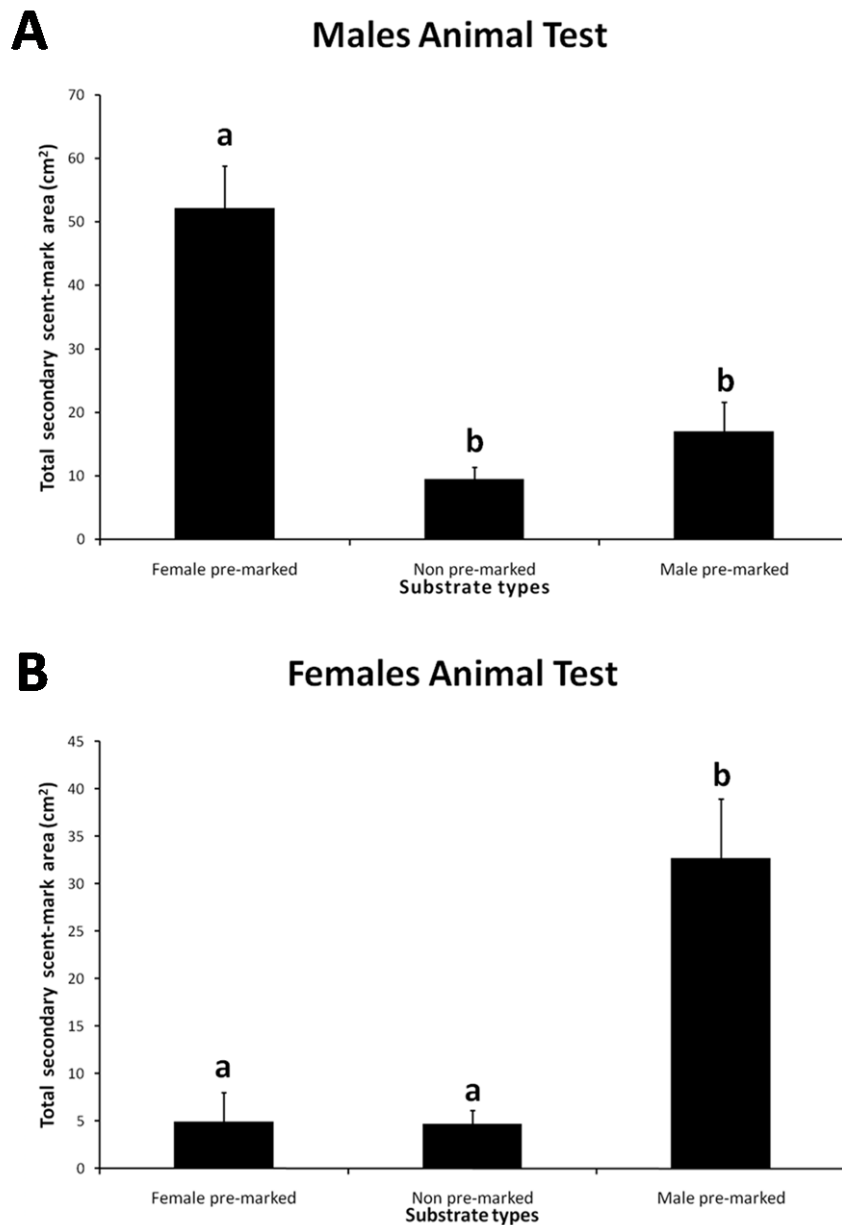 A
Males Animal Test
Total secondary scent-mark area (cm²)
70
60
50
40
30
20
10
0
a
b
b
Female pre-marked
Non pre-marked
Male pre-marked
Substrate types
B
Females Animal Test
Total secondary scent-mark area (cm²)
45
40
35
30
25
20
15
10
5
0
a
a
b
Female pre-marked
Non pre-marked
Male pre-marked
Substrate types